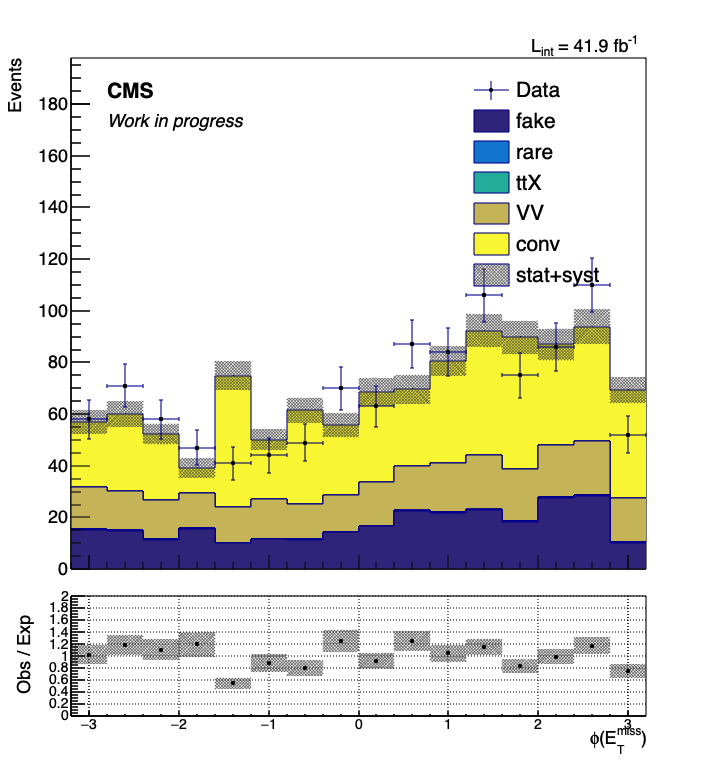 L_int = 41.9 fb^-1
Events
CMS
Work in progress
Data
fake
rare
ttX
VV
conv
stat+syst
180
160
140
120
100
80
60
40
20
0
Obs / Exp
2
1.8
1.6
1.4
1.2
1
0.8
0.6
0.4
0.2
0
−3 −2 −1 0 1 2 3
ϕ(E_T^miss)